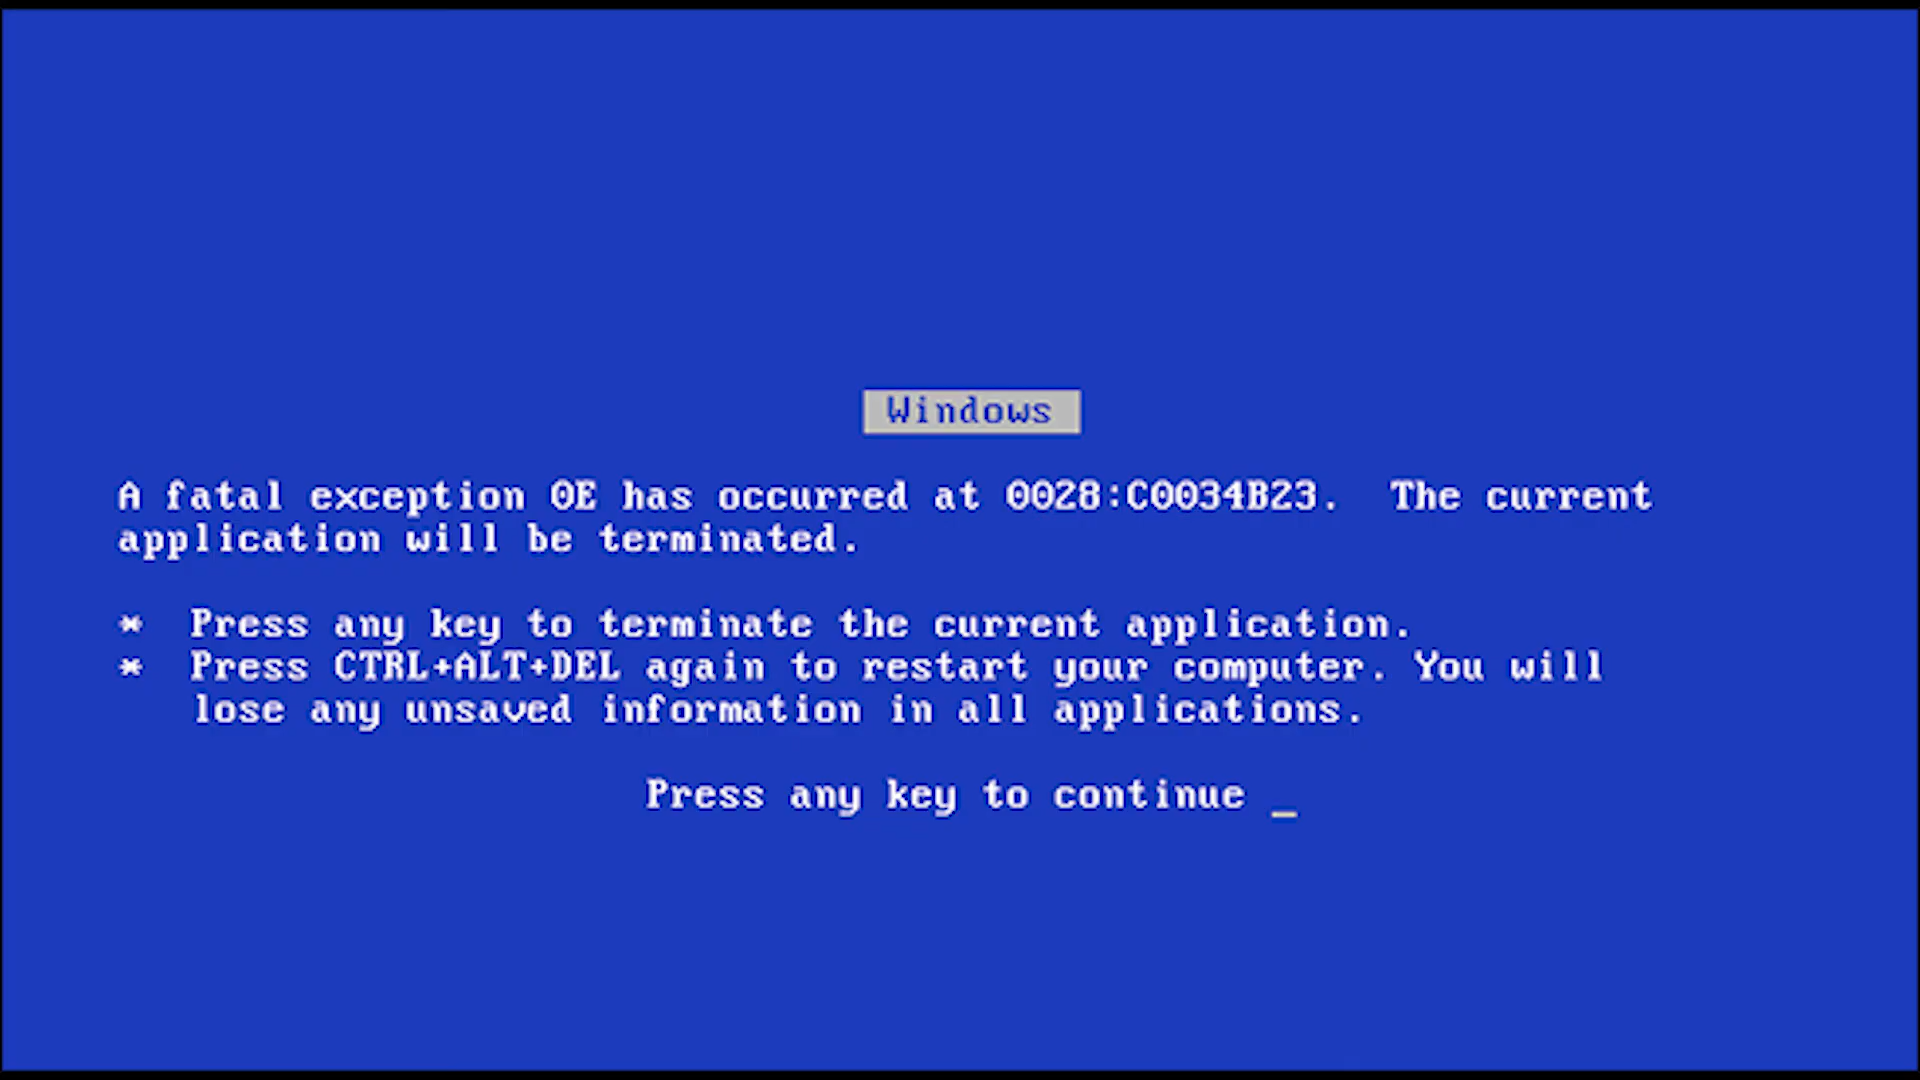 Windows
A fatal exception 0E has occurred at 0028:C0034B23.  The current
application will be terminated.
*  Press any key to terminate the current application.
*  Press CTRL+ALT+DEL again to restart your computer. You will
lose any unsaved information in all applications.
Press any key to continue _